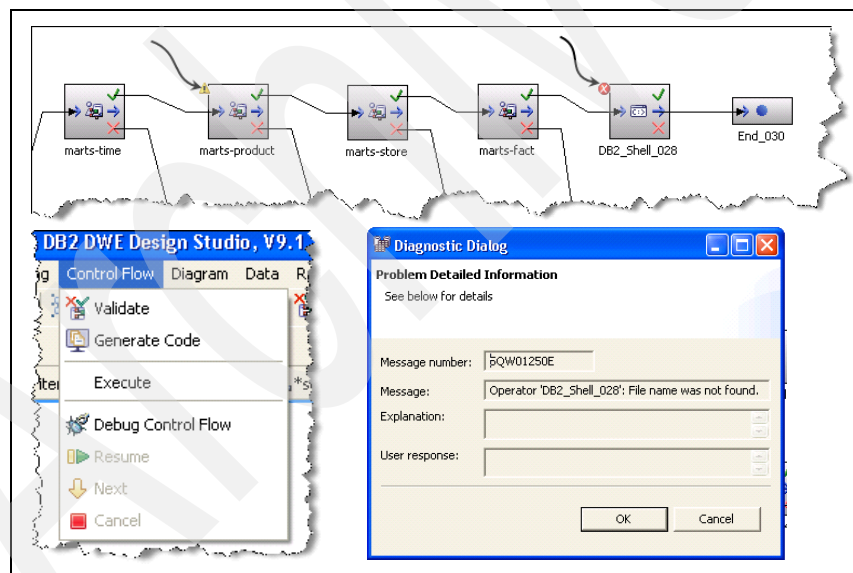 marts-time
marts-product
marts-store
marts-fact
DB2_Shell_028
End_030
DB2 DWE Design Studio, V9.1
Control Flow Diagram Data
Validate
Generate Code
Execute
Debug Control Flow
Resume
Next
Cancel
Diagnostic Dialog
Problem Detailed Information
See below for details
Message number: SQW01250E
Message: Operator 'DB2_Shell_028': File name was not found.
Explanation:
User response:
OK Cancel